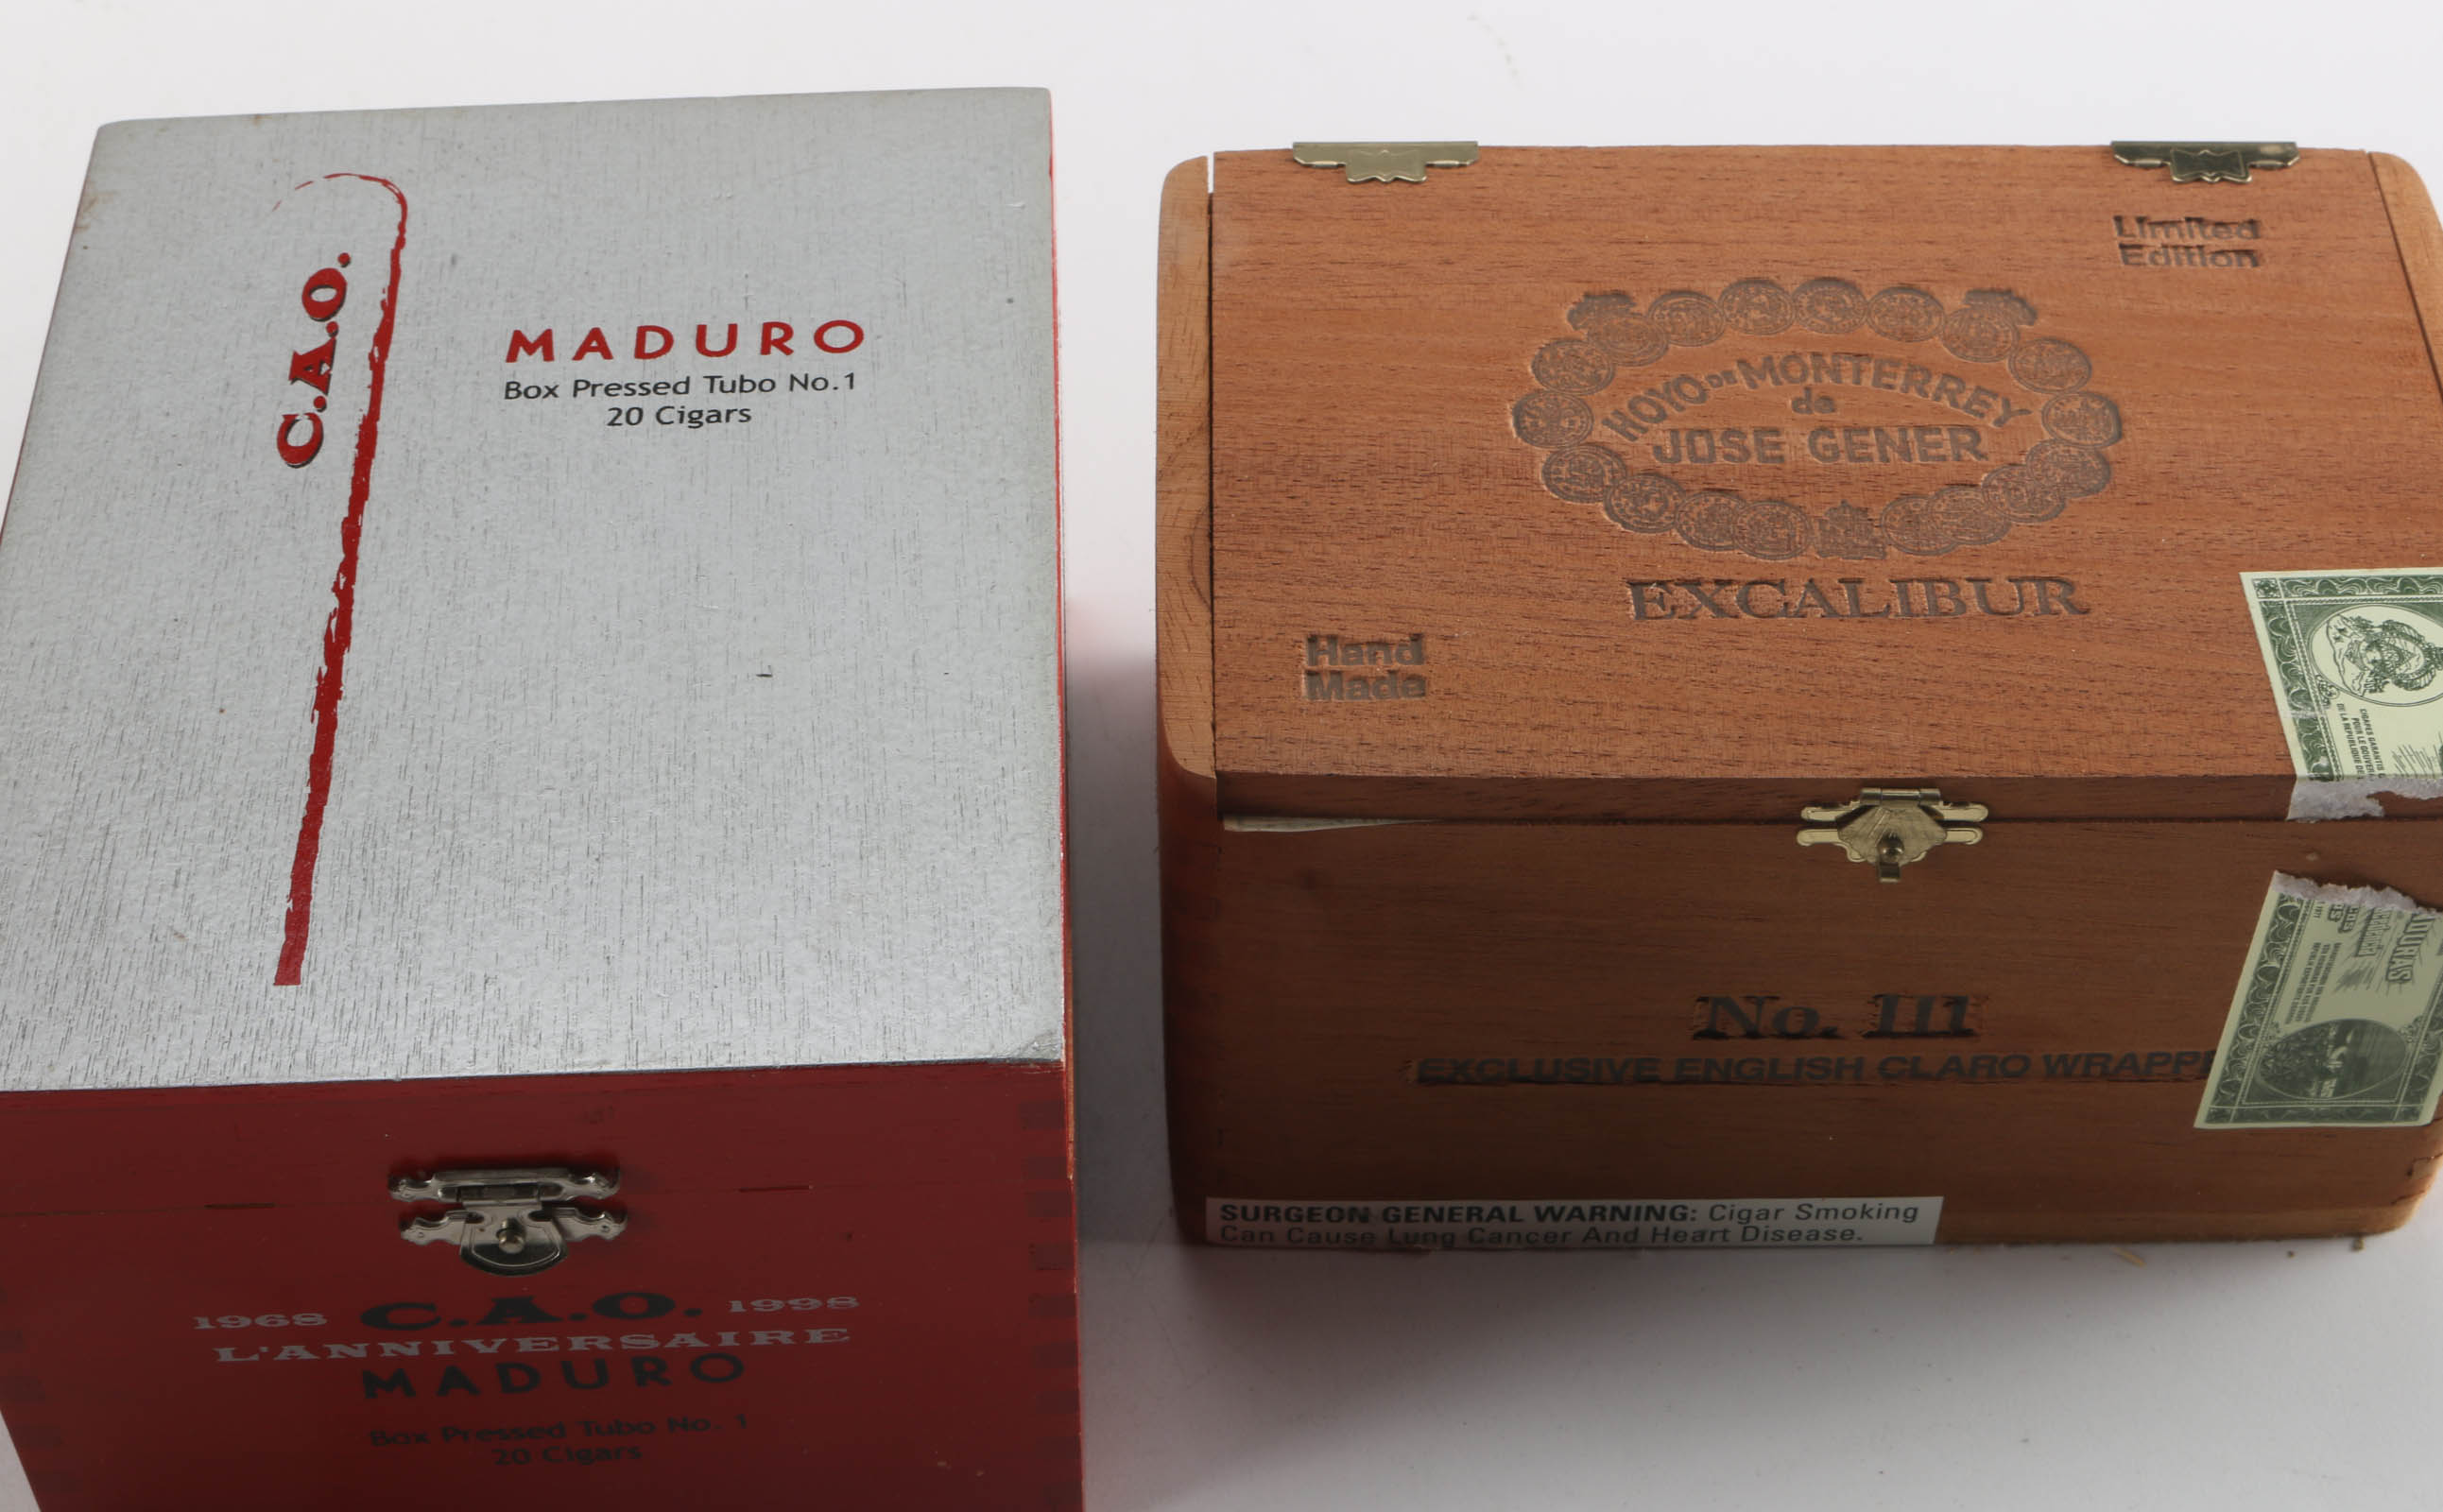 C.A.O.
MADURO
Box Pressed Tubo No.1
20 Cigars
1968 C.A.O. 1998
L'ANNIVERSAIRE
MADURO
Box Pressed Tubo No. 1
20 Cigars
Limited
Edition
HOYO DE MONTERREY
de
JOSE GENER
EXCALIBUR
Hand
Made
No. 111
EXCLUSIVE ENGLISH CLARO WRAPPE
SURGEON GENERAL WARNING: Cigar Smoking
Can Cause Lung Cancer And Heart Disease.